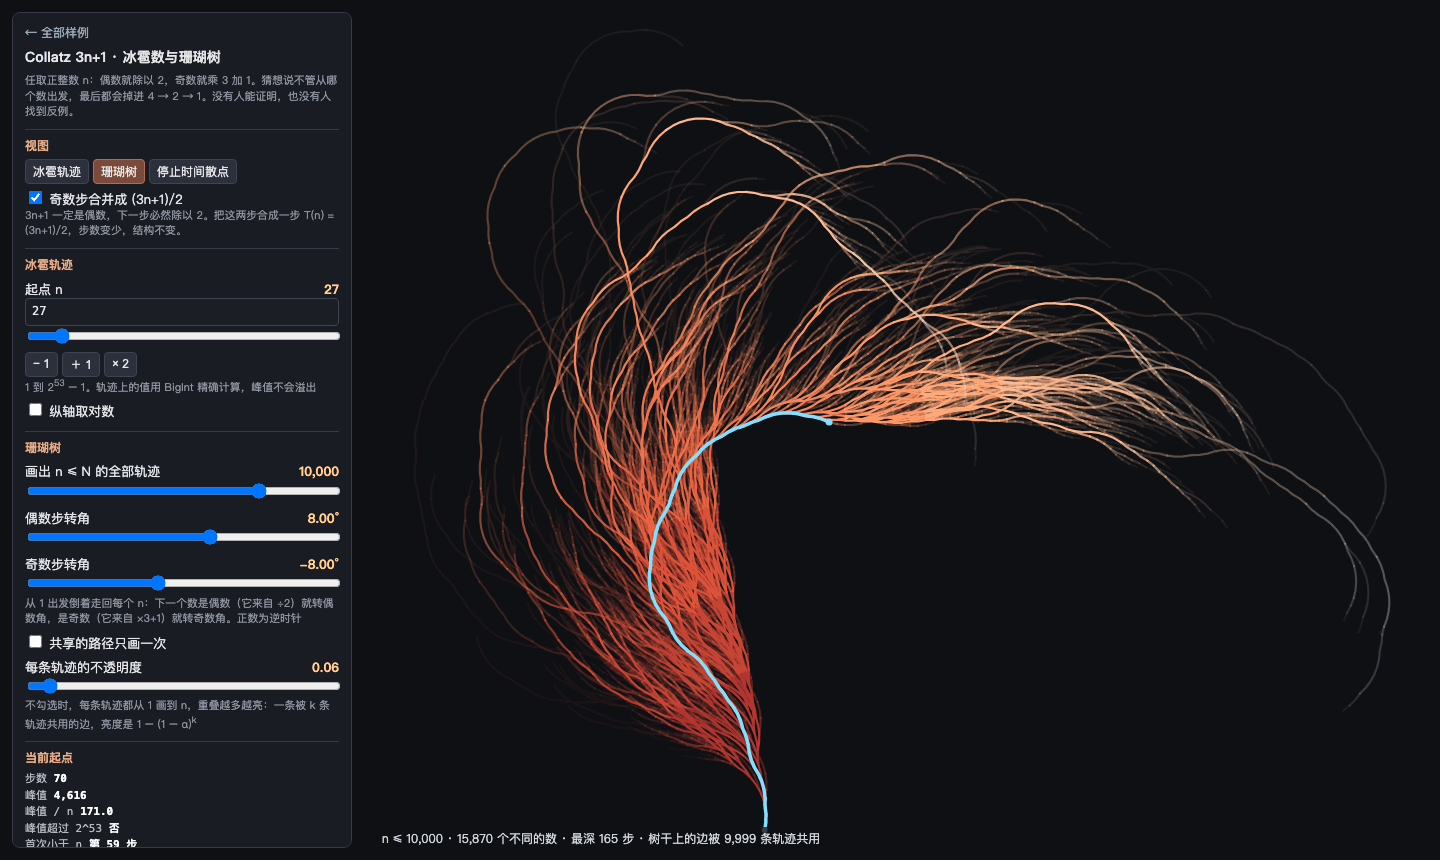 ← 全部样例
Collatz 3n+1 · 冰雹数与珊瑚树
任取正整数 n：偶数就除以 2，奇数就乘 3 加 1。猜想说不管从哪
个数出发，最后都会掉进 4 → 2 → 1。没有人能证明，也没有人
找到反例。
视图
冰雹轨迹 珊瑚树 停止时间散点
奇数步合并成 (3n+1)/2
3n+1 一定是偶数，下一步必然除以 2。把这两步合成一步 T(n) =
(3n+1)/2，步数变少，结构不变。
冰雹轨迹
起点 n 27
27
− 1 ＋ 1 × 2
1 到 2^53 − 1。轨迹上的值用 BigInt 精确计算，峰值不会溢出
纵轴取对数
珊瑚树
画出 n ≤ N 的全部轨迹 10,000
偶数步转角 8.00°
奇数步转角 −8.00°
从 1 出发倒着走回每个 n：下一个数是偶数（它来自 ÷2）就转偶
数角，是奇数（它来自 ×3+1）就转奇数角。正数为逆时针
共享的路径只画一次
每条轨迹的不透明度 0.06
不勾选时，每条轨迹都从 1 画到 n，重叠越多越亮：一条被 k 条
轨迹共用的边，亮度是 1 − (1 − α)^k
当前起点
步数 70
峰值 4,616
峰值 / n 171.0
峰值超过 2^53 否
首次小于 n 第 59 步
n ≤ 10,000 · 15,870 个不同的数 · 最深 165 步 · 树干上的边被 9,999 条轨迹共用